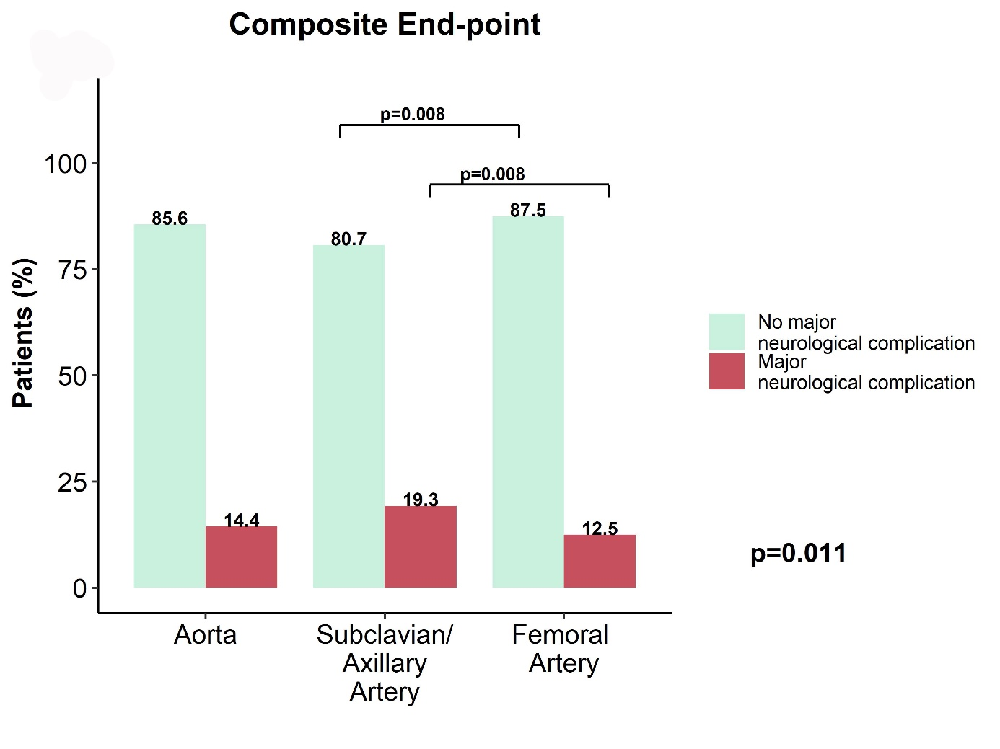 Composite End-point
p=0.008
p=0.008
100
75
50
25
0
Patients (%)
85.6
80.7
87.5
14.4
19.3
12.5
No major
neurological complication
Major
neurological complication
p=0.011
Aorta
Subclavian/
Axillary
Artery
Femoral
Artery